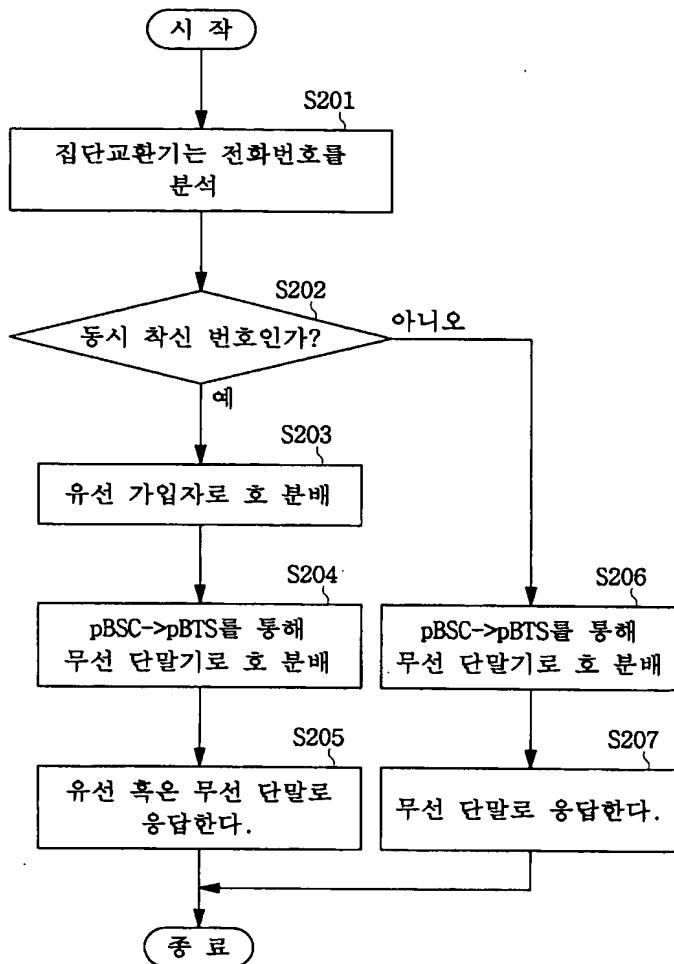 시 작
S201
집단교환기는 전화번호를
분석
S202
동시 착신 번호인가?
아니오
예
S203
유선 가입자로 호 분배
S204
pBSC->pBTS를 통해
무선 단말기로 호 분배
S206
pBSC->pBTS를 통해
무선 단말기로 호 분배
S205
유선 혹은 무선 단말로
응답한다.
S207
무선 단말로 응답한다.
종 료